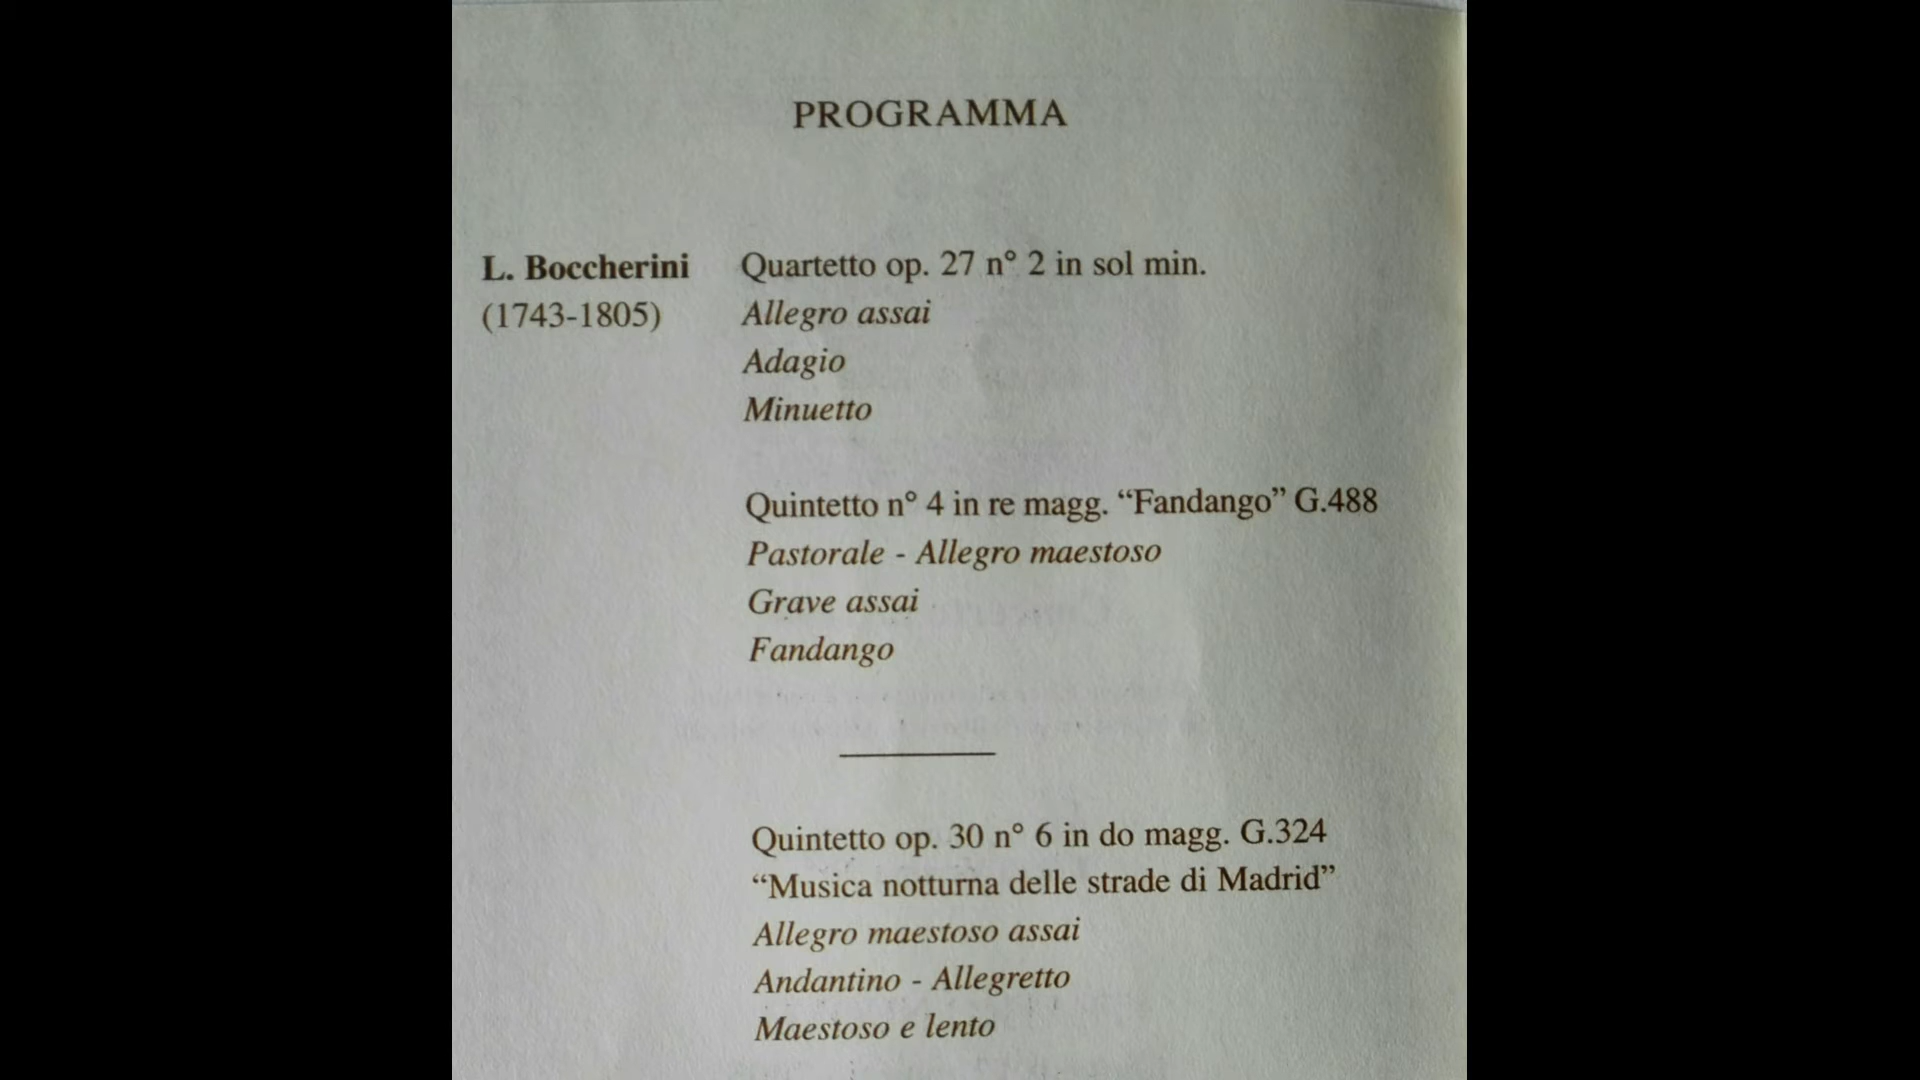 PROGRAMMA
L. Boccherini
(1743-1805)
Quartetto op. 27 n° 2 in sol min.
Allegro assai
Adagio
Minuetto
Quintetto n° 4 in re magg. “Fandango” G.488
Pastorale - Allegro maestoso
Grave assai
Fandango
Quintetto op. 30 n° 6 in do magg. G.324
“Musica notturna delle strade di Madrid”
Allegro maestoso assai
Andantino - Allegretto
Maestoso e lento